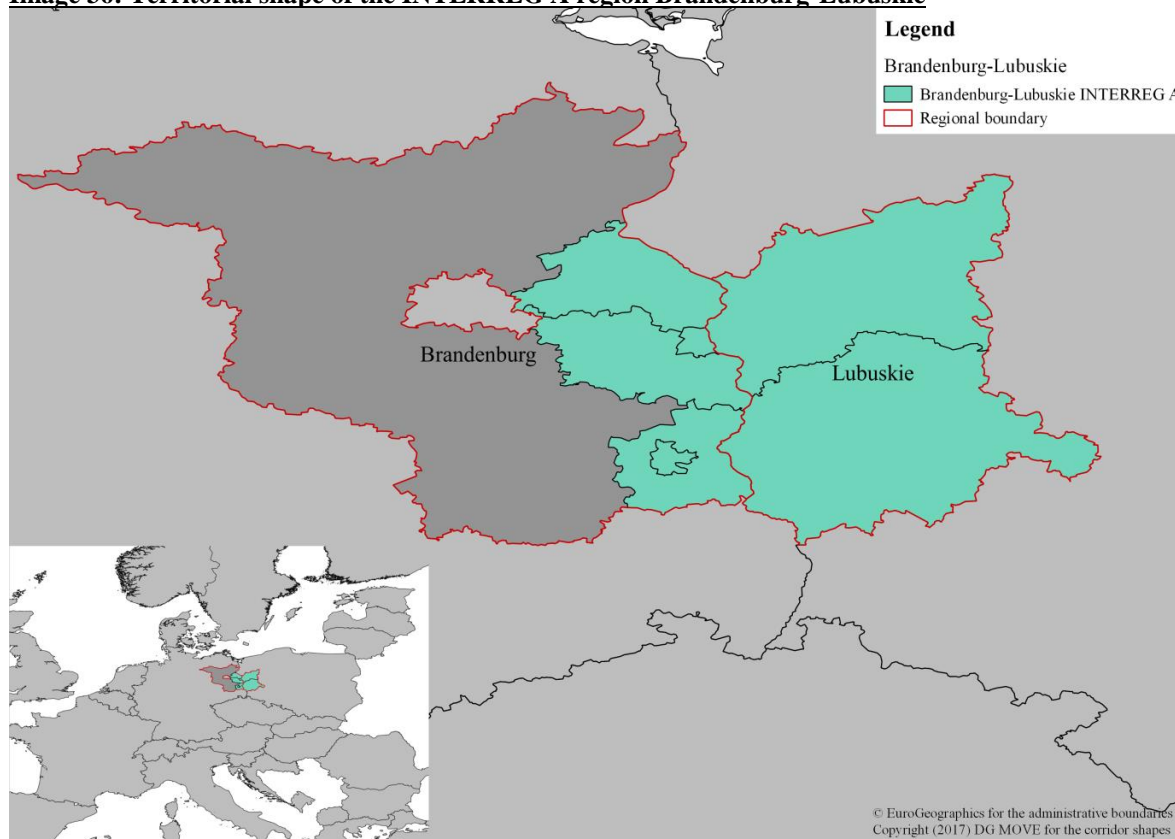 Image 36: Territorial shape of the INTERREG A region Brandenburg-Lubuskie
Legend
Brandenburg-Lubuskie
Brandenburg-Lubuskie INTERREG A
Regional boundary
Brandenburg
Lubuskie
© EuroGeographics for the administrative boundaries
Copyright (2017) DG MOVE for the corridor shapes